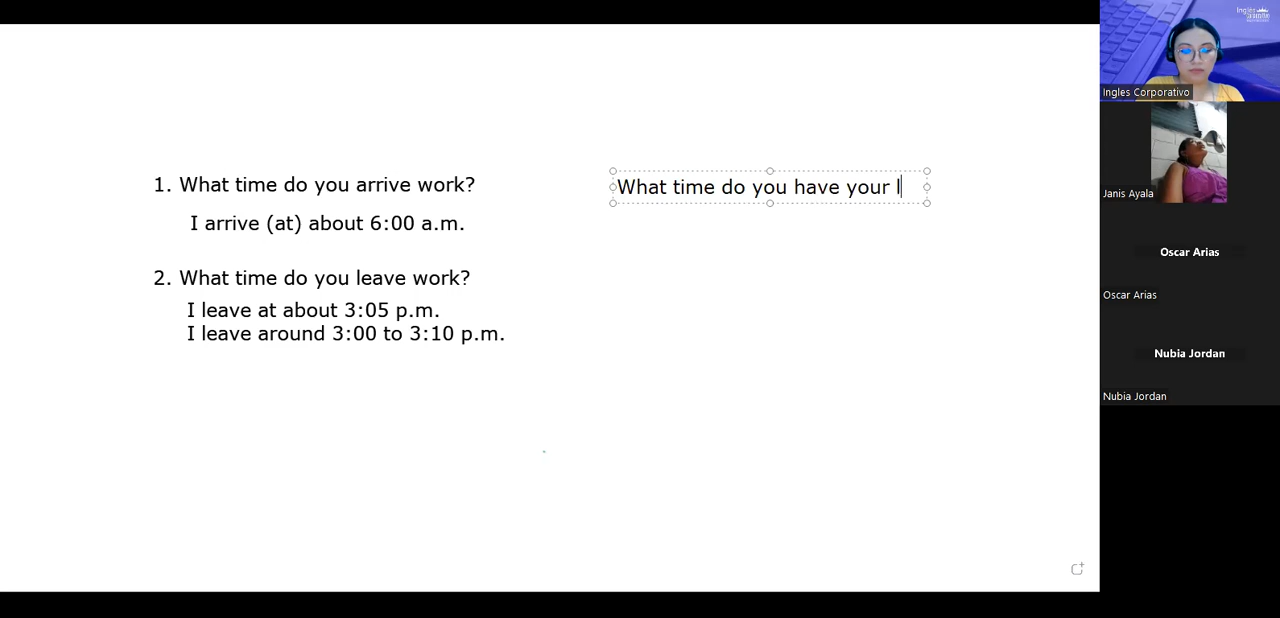 1. What time do you arrive work?
I arrive (at) about 6:00 a.m.
2. What time do you leave work?
I leave at about 3:05 p.m.
I leave around 3:00 to 3:10 p.m.
What time do you have your l
Ingles
Ingles Corporativo
Janis Ayala
Oscar Arias
Oscar Arias
Nubia Jordan
Nubia Jordan